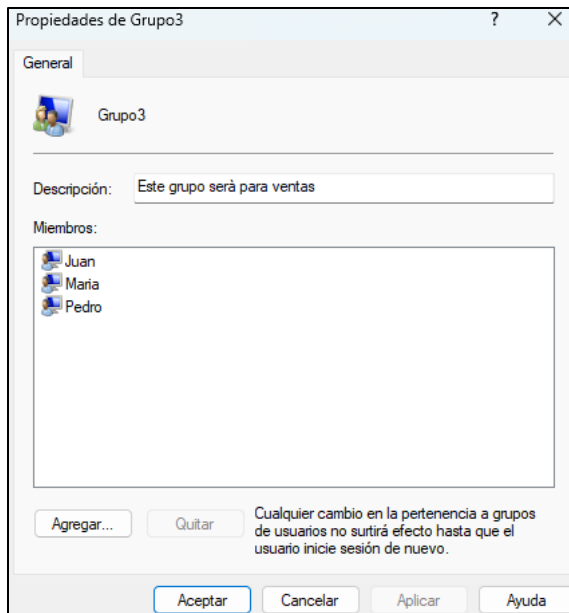 Propiedades de Grupo3
?
General
Grupo3
Descripción:
Este grupo serà para ventas
Miembros:
Juan
Maria
Pedro
Agregar...
Quitar
Cualquier cambio en la pertenencia a grupos
de usuarios no surtirá efecto hasta que el
usuario inicie sesión de nuevo.
Aceptar
Cancelar
Aplicar
Ayuda